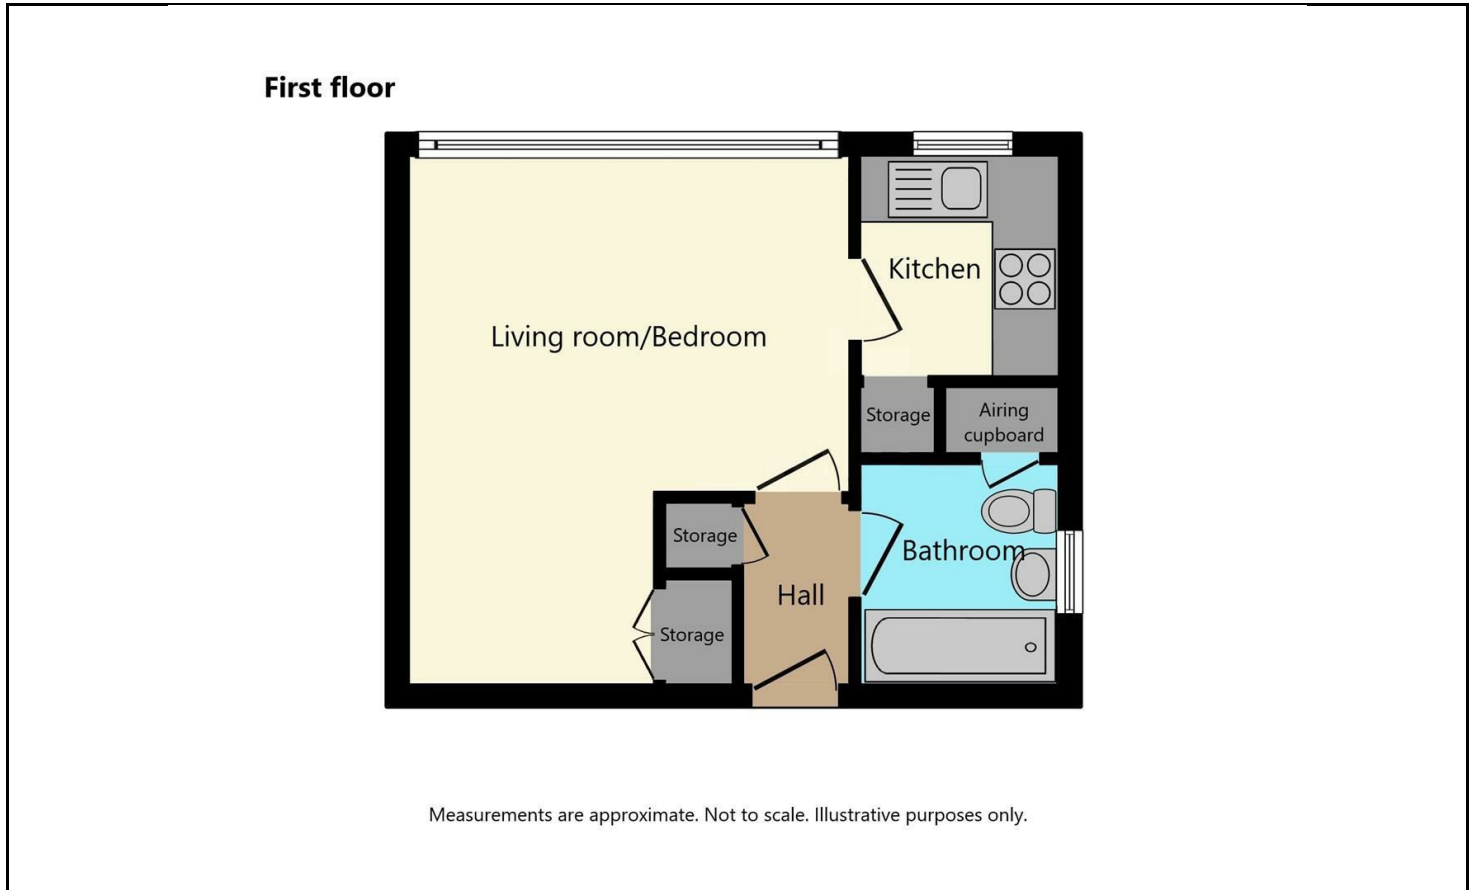 First floor
Kitchen
Living room/Bedroom
Storage
Airing
cupboard
Storage
Bathroom
Hall
Storage
Measurements are approximate. Not to scale. Illustrative purposes only.